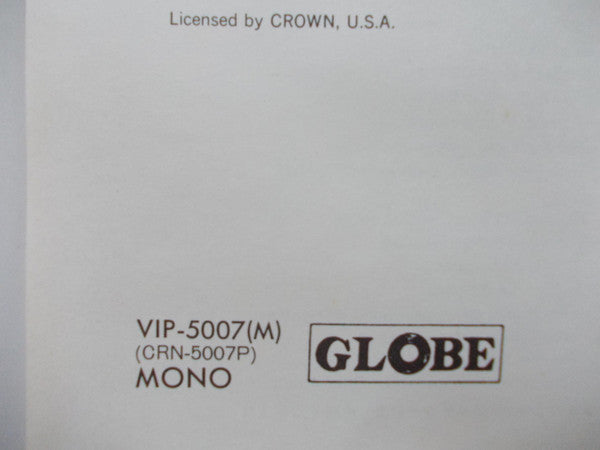 Licensed by CROWN, U.S.A.
VIP-5007(M)
(CRN-5007P)
MONO
GLOBE